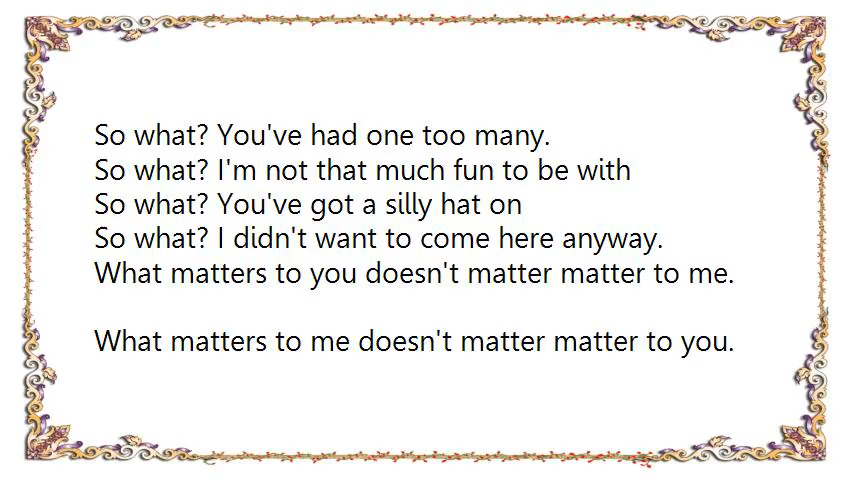 So what? You've had one too many.
So what? I'm not that much fun to be with
So what? You've got a silly hat on
So what? I didn't want to come here anyway.
What matters to you doesn't matter matter to me.
What matters to me doesn't matter matter to you.